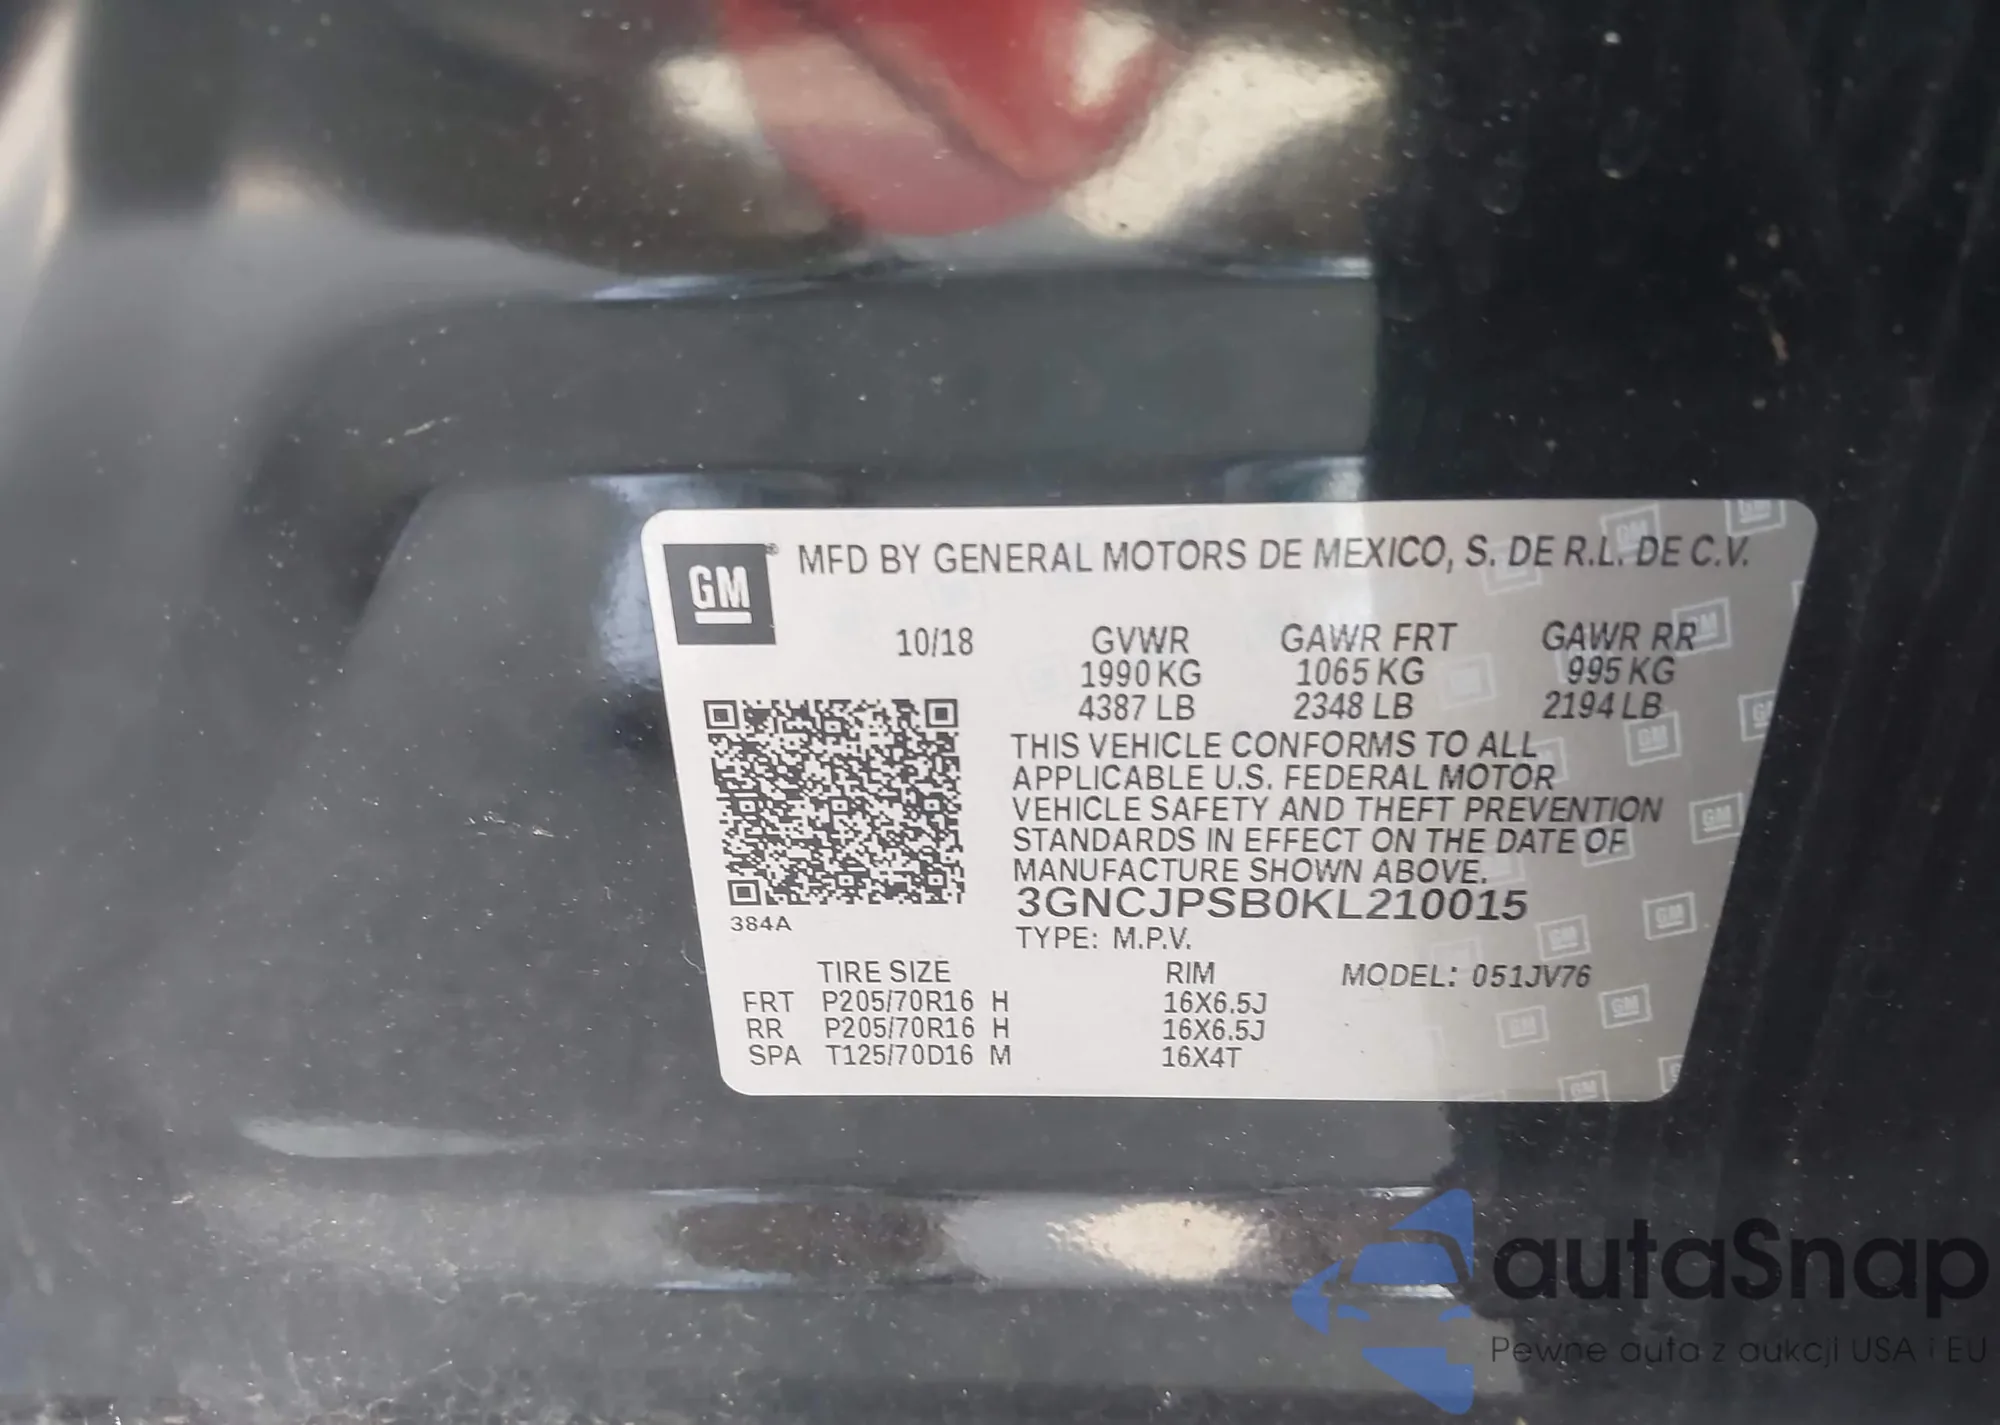 GM® MFD BY GENERAL MOTORS DE MEXICO, S. DE R.L. DE C.V.
10/18 GVWR GAWR FRT GAWR RR
1990 KG 1065 KG 995 KG
4387 LB 2348 LB 2194 LB
THIS VEHICLE CONFORMS TO ALL
APPLICABLE U.S. FEDERAL MOTOR
VEHICLE SAFETY AND THEFT PREVENTION
STANDARDS IN EFFECT ON THE DATE OF
MANUFACTURE SHOWN ABOVE.
3GNCJPSB0KL210015
384A
TYPE: M.P.V.
TIRE SIZE RIM MODEL: 051JV76
FRT P205/70R16 H 16X6.5J
RR P205/70R16 H 16X6.5J
SPA T125/70D16 M 16X4T
autaSnap
Pewne auta z aukcji USA i EU